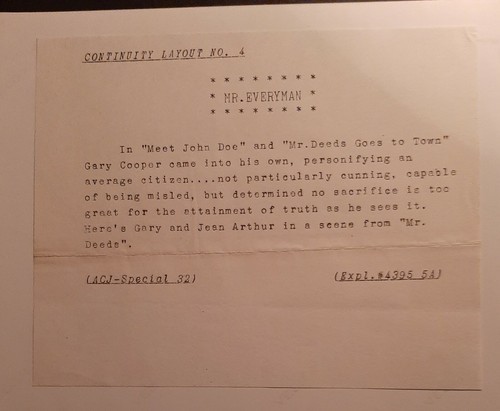 CONTINUITY LAYOUT NO. 4
* * * * * * * *
* MR.EVERYMAN *
* * * * * * * *
In "Meet John Doe" and "Mr.Deeds Goes to Town"
Gary Cooper came into his own, personifying an
average citizen....not particularly cunning, capable
of being misled, but determined no sacrifice is too
great for the attainment of truth as he sees it.
Here's Gary and Jean Arthur in a scene from "Mr.
Deeds".
(ACJ-Special 32) (Expl.#4395 5A)